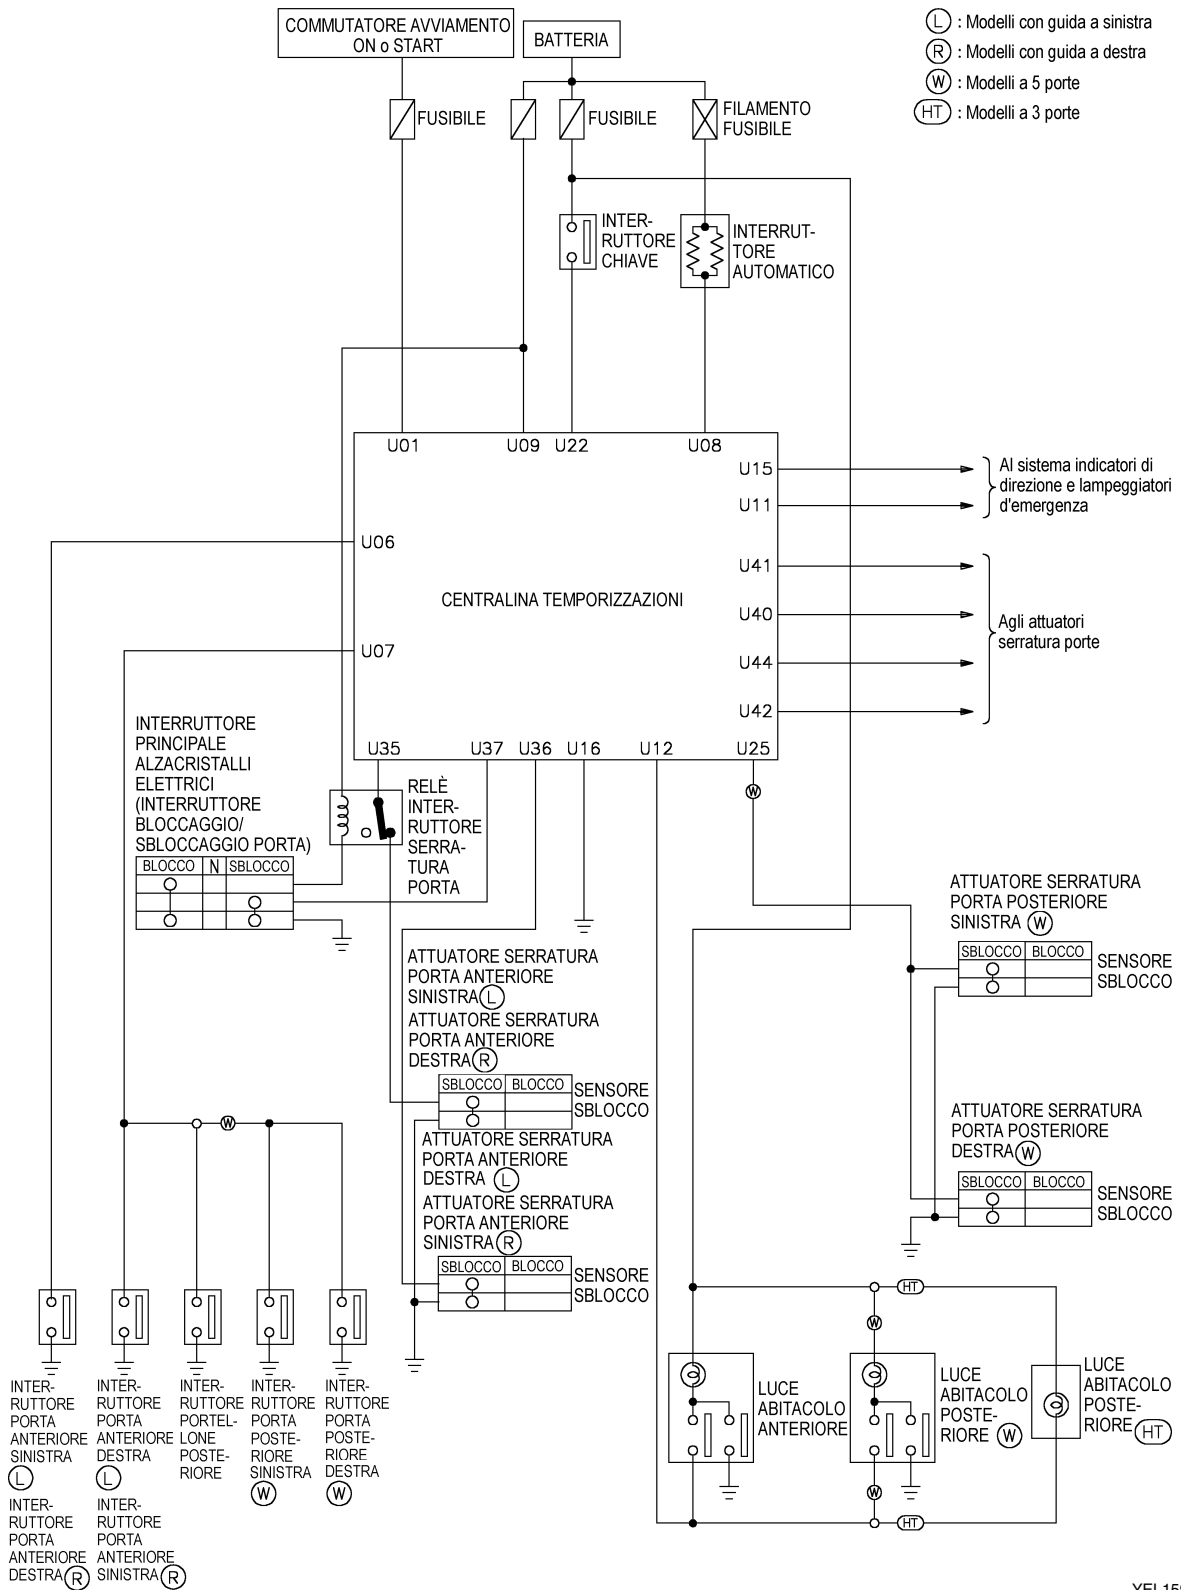 COMMUTATORE AVVIAMENTO
ON o START
BATTERIA
L : Modelli con guida a sinistra
R : Modelli con guida a destra
W : Modelli a 5 porte
HT : Modelli a 3 porte
FUSIBILE
FUSIBILE
FILAMENTO
FUSIBILE
INTER-
RUTTORE
CHIAVE
INTERRUT-
TORE
AUTOMATICO
U01
U09
U22
U08
U15
U11
Al sistema indicatori di
direzione e lampeggiatori
d'emergenza
U06
U41
CENTRALINA TEMPORIZZAZIONI
U40
Agli attuatori
serratura porte
U07
U44
U42
U35
U37
U36
U16
U12
U25
W
INTERRUTTORE
PRINCIPALE
ALZACRISTALLI
ELETTRICI
(INTERRUTTORE
BLOCCAGGIO/
SBLOCCAGGIO PORTA)
BLOCCO N SBLOCCO
RELÈ
INTER-
RUTTORE
SERRA-
TURA
PORTA
ATTUATORE SERRATURA
PORTA POSTERIORE
SINISTRA W
SBLOCCO BLOCCO
SENSORE
SBLOCCO
ATTUATORE SERRATURA
PORTA ANTERIORE
SINISTRA L
ATTUATORE SERRATURA
PORTA ANTERIORE
DESTRA R
SBLOCCO BLOCCO
SENSORE
SBLOCCO
ATTUATORE SERRATURA
PORTA ANTERIORE
DESTRA L
ATTUATORE SERRATURA
PORTA ANTERIORE
SINISTRA R
SBLOCCO BLOCCO
SENSORE
SBLOCCO
ATTUATORE SERRATURA
PORTA POSTERIORE
DESTRA W
SBLOCCO BLOCCO
SENSORE
SBLOCCO
W
HT
W
LUCE
ABITACOLO
ANTERIORE
LUCE
ABITACOLO
POSTE-
RIORE W
LUCE
ABITACOLO
POSTE-
RIORE HT
W
HT
INTER-
RUTTORE
PORTA
ANTERIORE
SINISTRA
L
INTER-
RUTTORE
PORTA
ANTERIORE
DESTRA R
INTER-
RUTTORE
PORTA
ANTERIORE
DESTRA
L
INTER-
RUTTORE
PORTA
ANTERIORE
SINISTRA R
INTER-
RUTTORE
PORTEL-
LONE
POSTE-
RIORE
INTER-
RUTTORE
PORTA
POSTE-
RIORE
SINISTRA
W
INTER-
RUTTORE
PORTA
POSTE-
RIORE
DESTRA
W